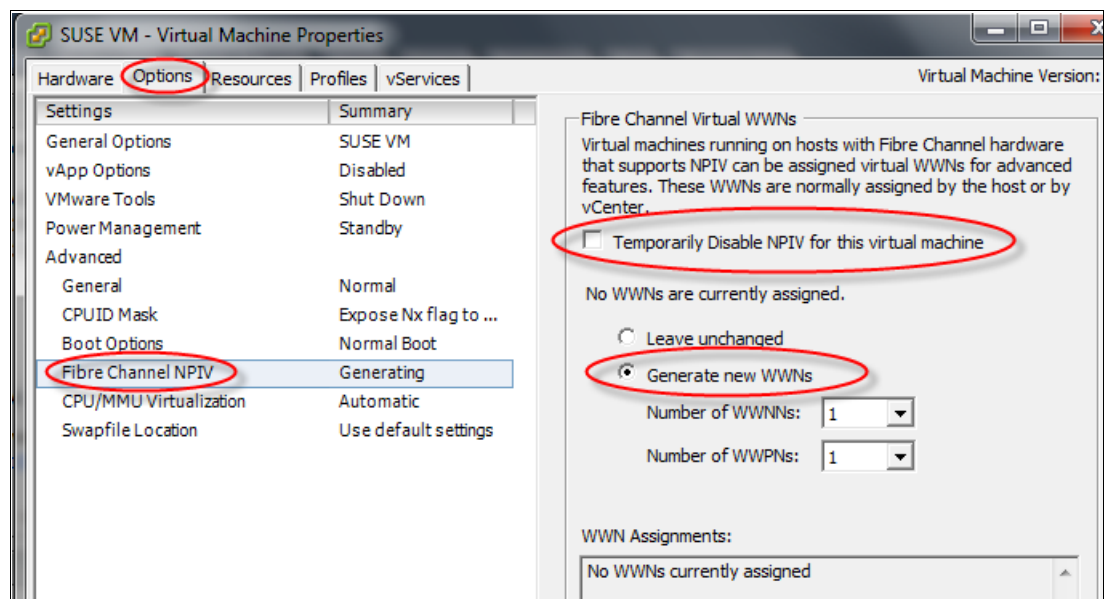 SUSE VM - Virtual Machine Properties
Hardware Options Resources Profiles vServices Virtual Machine Version:
Settings Summary
General Options SUSE VM
vApp Options Disabled
VMware Tools Shut Down
Power Management Standby
Advanced
General Normal
CPUID Mask Expose Nx flag to ...
Boot Options Normal Boot
Fibre Channel NPIV Generating
CPU/MMU Virtualization Automatic
Swapfile Location Use default settings
Fibre Channel Virtual WWNs
Virtual machines running on hosts with Fibre Channel hardware
that supports NPIV can be assigned virtual WWNs for advanced
features. These WWNs are normally assigned by the host or by
vCenter.
Temporarily Disable NPIV for this virtual machine
No WWNs are currently assigned.
Leave unchanged
Generate new WWNs
Number of WWNNs: 1
Number of WWPNs: 1
WWN Assignments:
No WWNs currently assigned